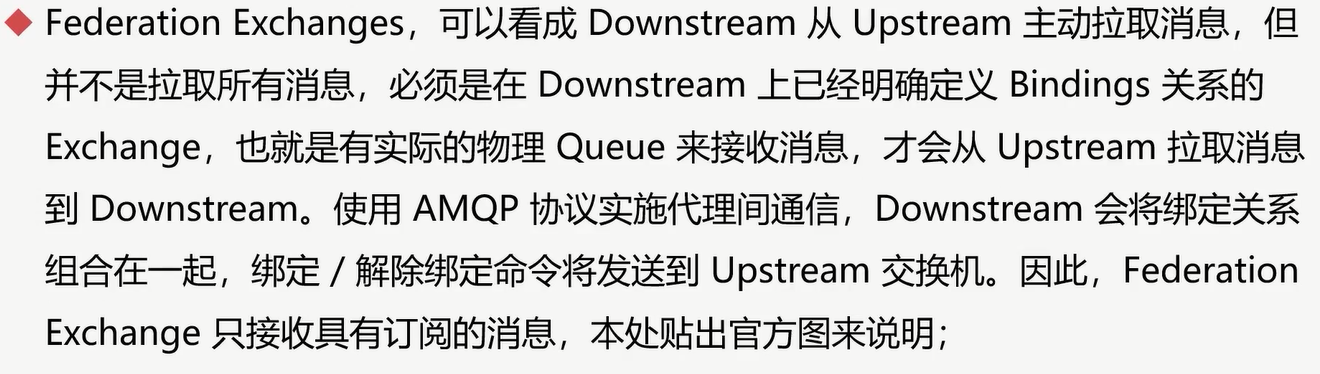 Federation Exchanges，可以看成 Downstream 从 Upstream 主动拉取消息，但
并不是拉取所有消息，必须是在 Downstream 上已经明确定义 Bindings 关系的
Exchange，也就是有实际的物理 Queue 来接收消息，才会从 Upstream 拉取消息
到 Downstream。使用 AMQP 协议实施代理间通信，Downstream 会将绑定关系
组合在一起，绑定 / 解除绑定命令将发送到 Upstream 交换机。因此，Federation
Exchange 只接收具有订阅的消息，本处贴出官方图来说明；